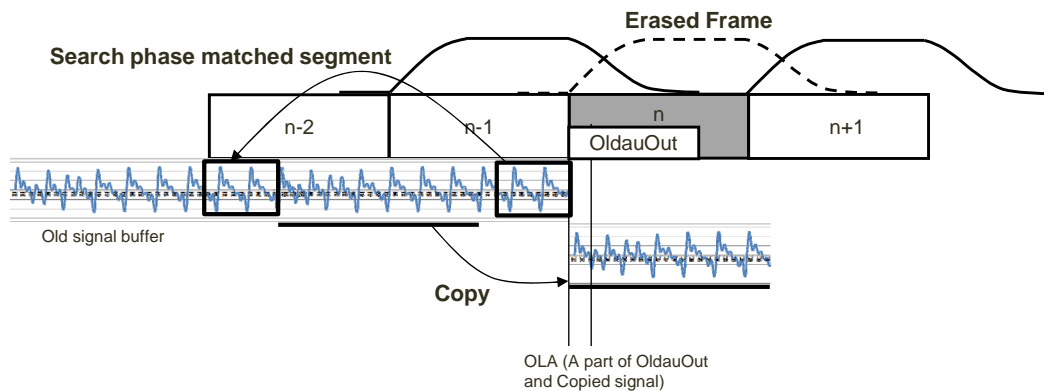 Erased Frame
Search phase matched segment
n-2
n-1
n
n+1
OldauOut
Old signal buffer
Copy
OLA (A part of OldauOut
and Copied signal)